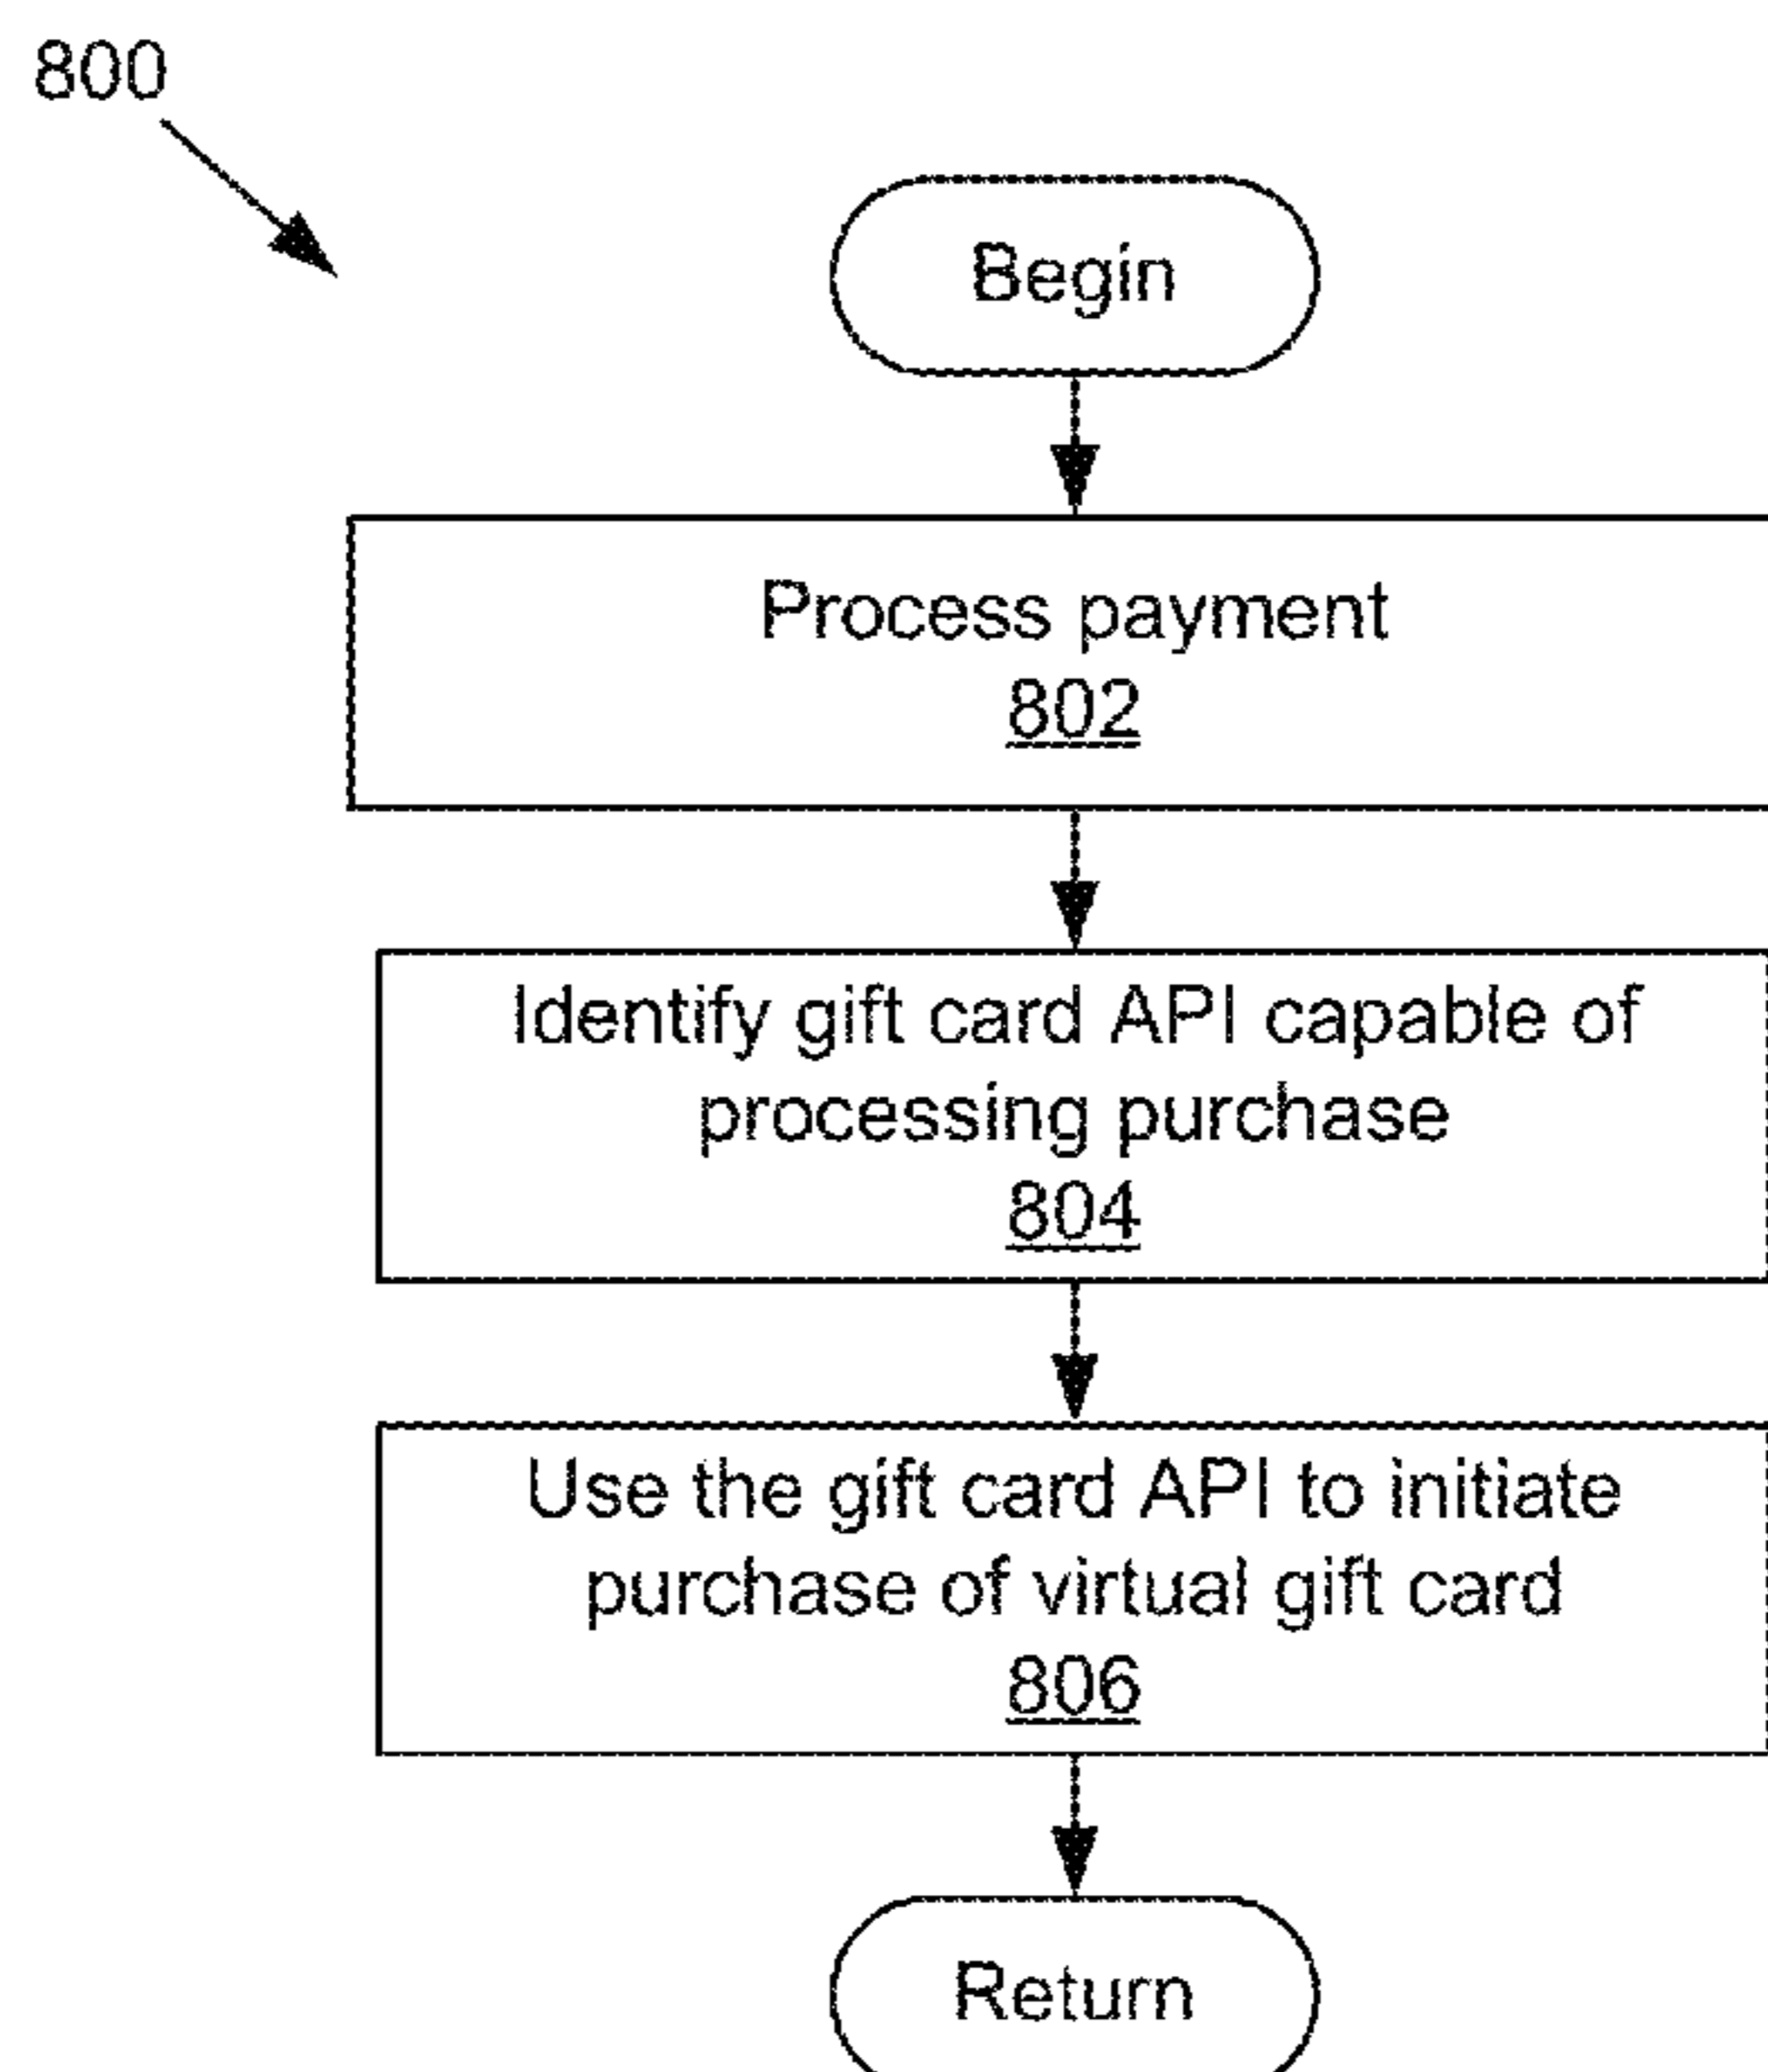 800
Begin
Process payment
802
Identify gift card API capable of
processing purchase
804
Use the gift card API to initiate
purchase of virtual gift card
806
Return